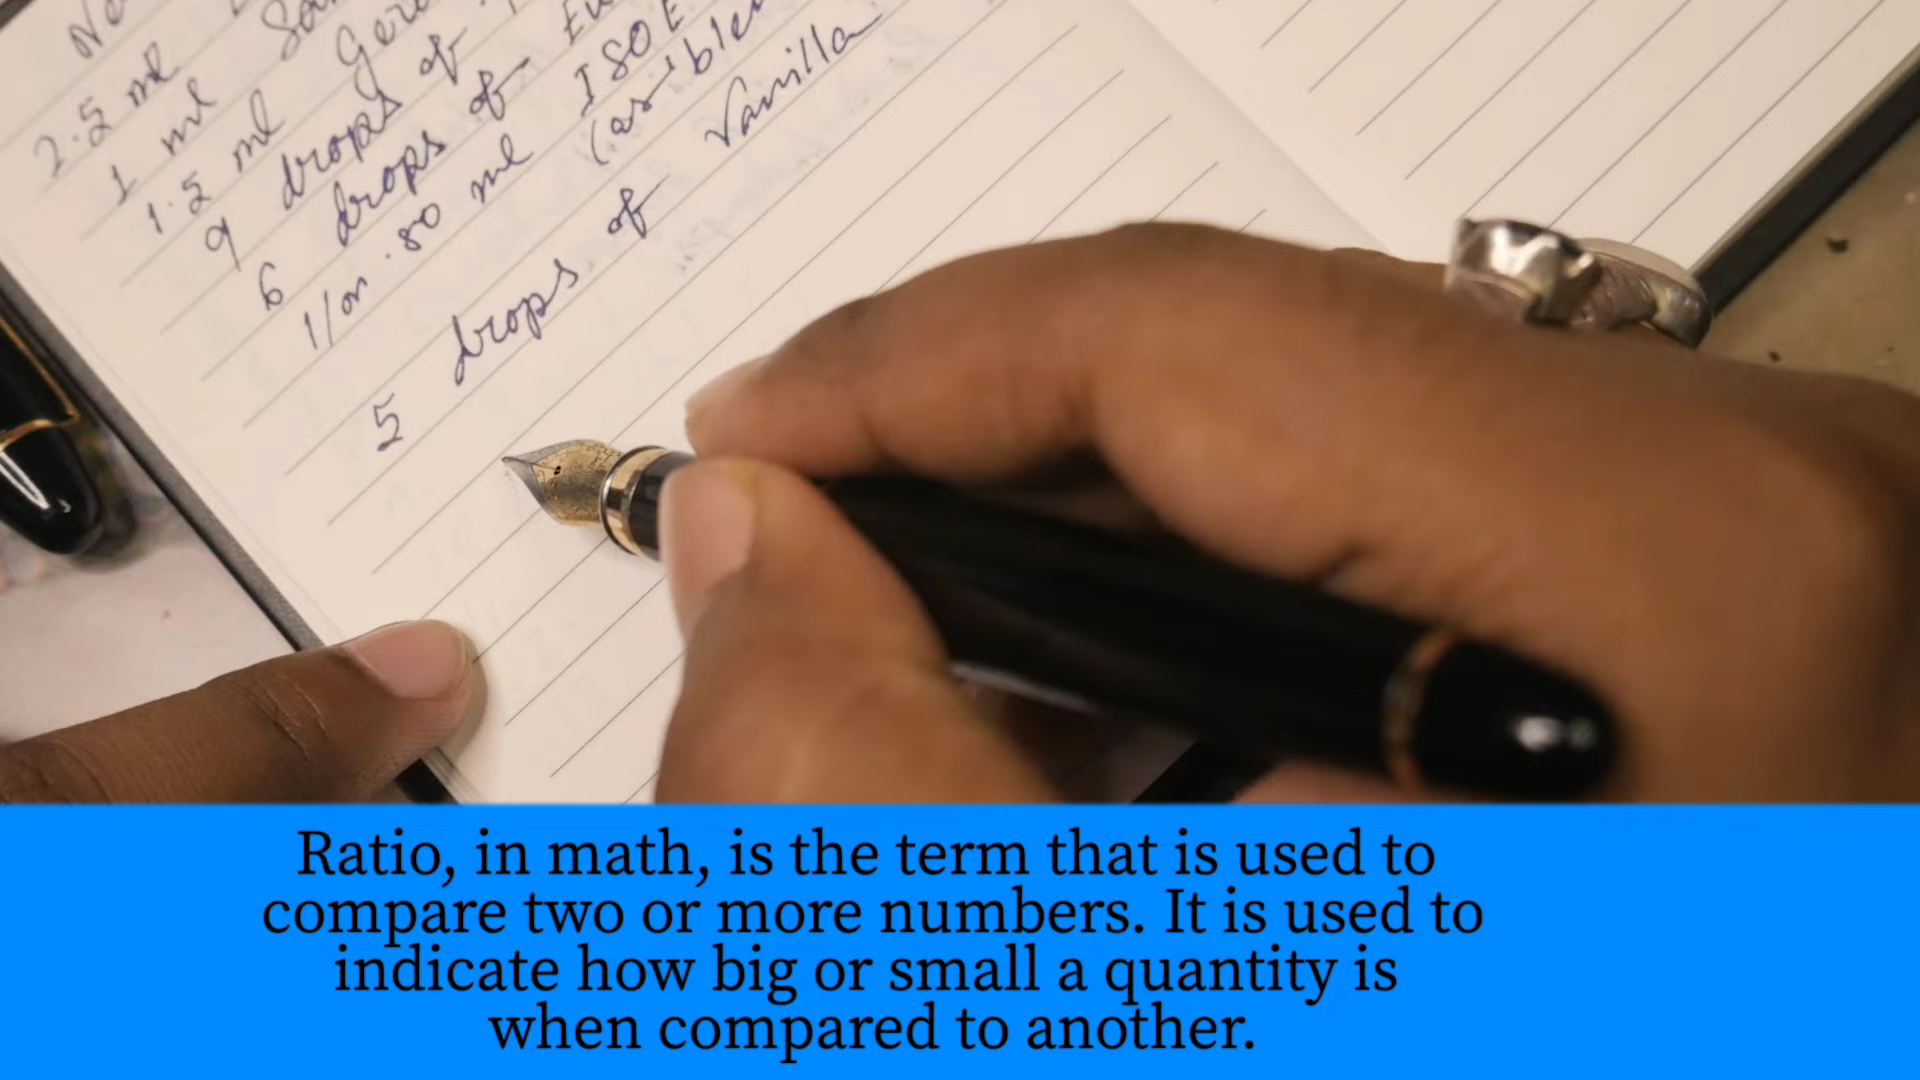 2.5 ml
1 ml
1.5 ml
9 drops of
6 drops of
1/or .80 ml ISO E
(as
5 drops of Vanilla
Ratio, in math, is the term that is used to
compare two or more numbers. It is used to
indicate how big or small a quantity is
when compared to another.